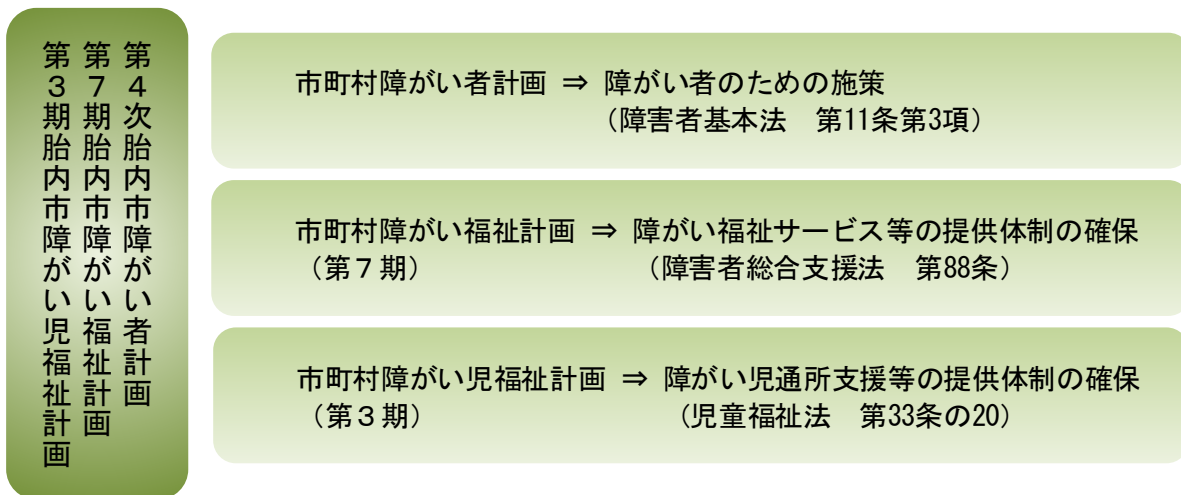 第４次胎内市障がい者計画
第７期胎内市障がい福祉計画
第３期胎内市障がい児福祉計画
市町村障がい者計画 ⇒ 障がい者のための施策
（障害者基本法　第11条第3項）
市町村障がい福祉計画 ⇒ 障がい福祉サービス等の提供体制の確保
（第７期）　（障害者総合支援法　第88条）
市町村障がい児福祉計画 ⇒ 障がい児通所支援等の提供体制の確保
（第３期）　（児童福祉法　第33条の20）